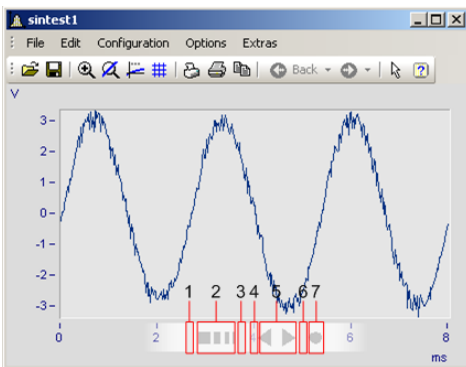 sintest1
File Edit Configuration Options Extras
Back
V
3
2
1
0
-1
-2
-3
1 2 3 4 5 6 7
0 2 4 6 8
ms